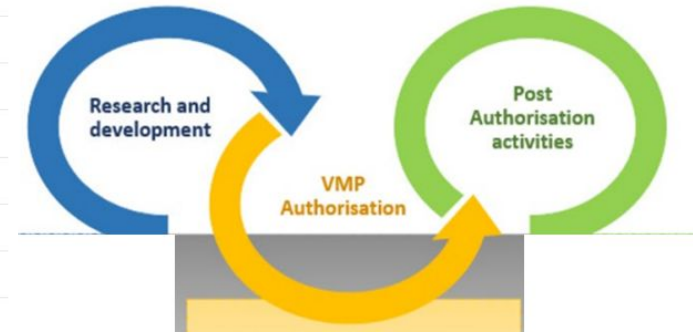 Research and
development
VMP
Authorisation
Post
Authorisation
activities